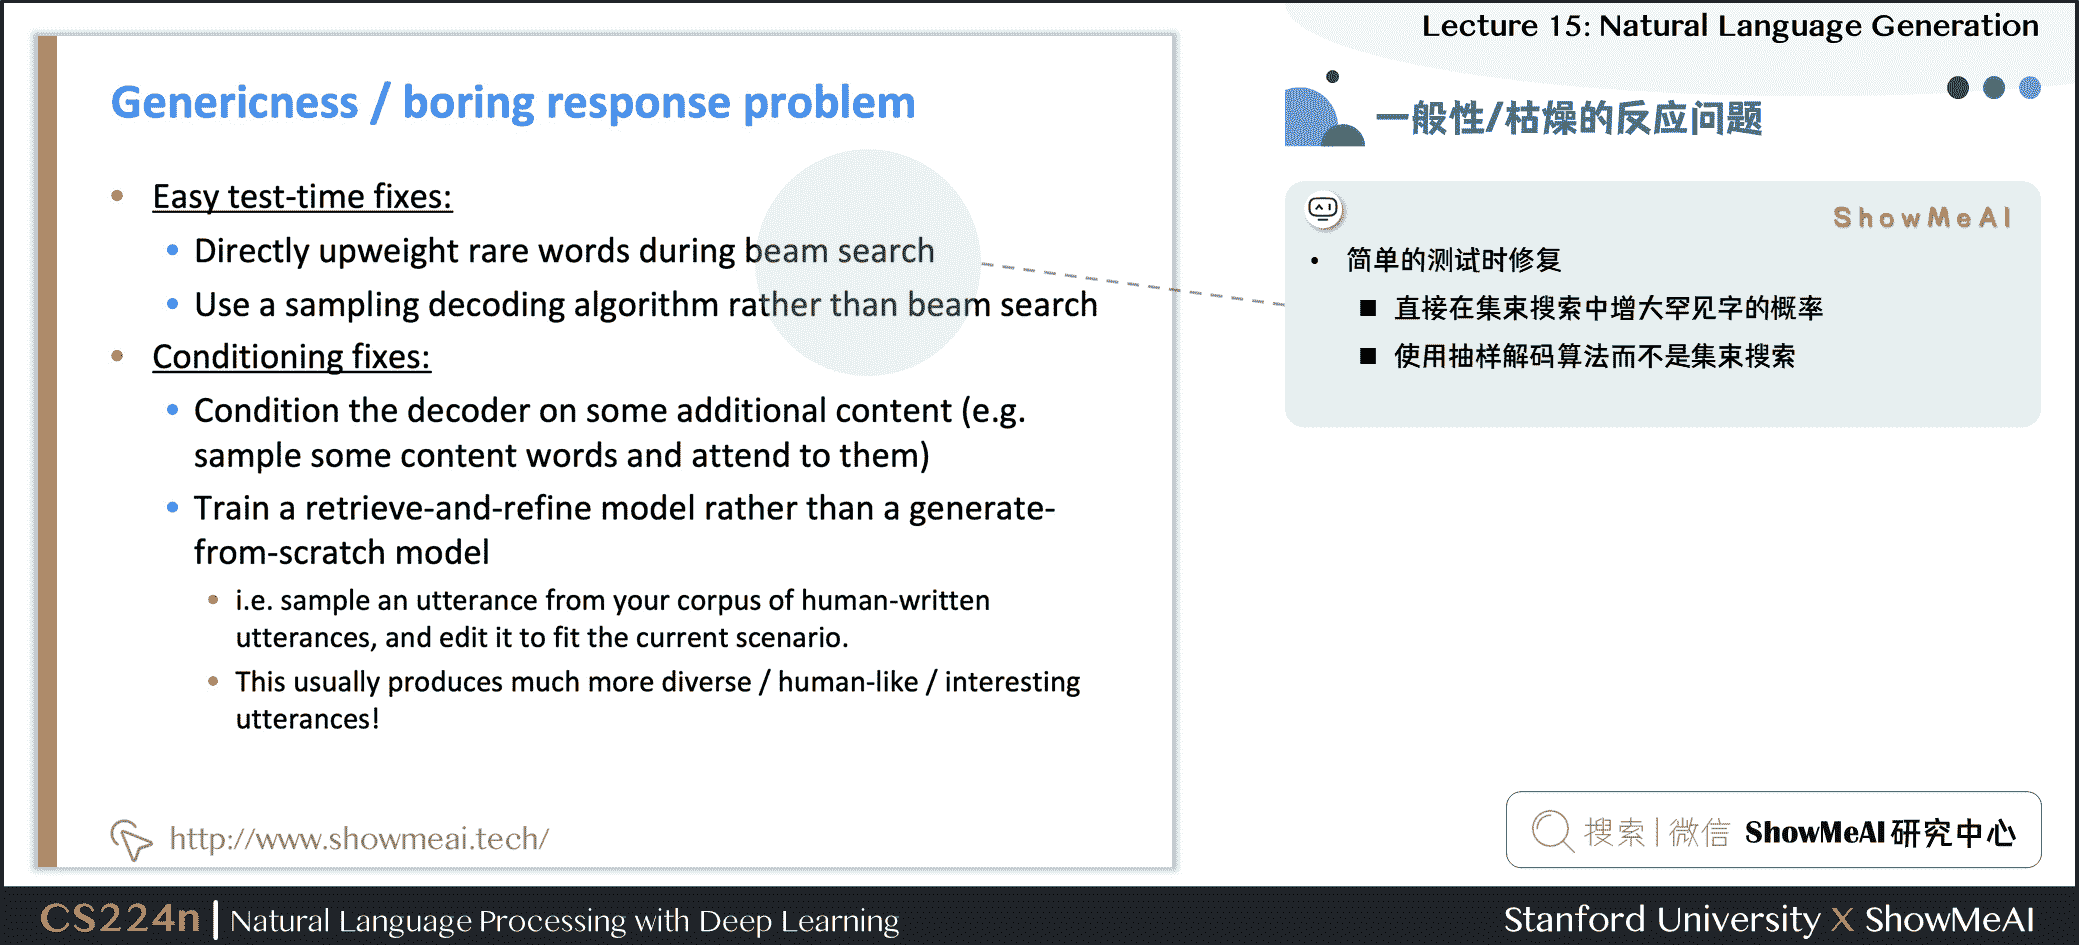 Lecture 15: Natural Language Generation
Genericness / boring response problem
• Easy test-time fixes:
• Directly upweight rare words during beam search
• Use a sampling decoding algorithm rather than beam search
• Conditioning fixes:
• Condition the decoder on some additional content (e.g.
sample some content words and attend to them)
• Train a retrieve-and-refine model rather than a generate-
from-scratch model
• i.e. sample an utterance from your corpus of human-written
utterances, and edit it to fit the current scenario.
• This usually produces much more diverse / human-like / interesting
utterances!
http://www.showmeai.tech/
一般性/枯燥的反应问题
ShowMeAI
• 简单的测试时修复
■ 直接在集束搜索中增大罕见字的概率
■ 使用抽样解码算法而不是集束搜索
搜索|微信 ShowMeAI研究中心
CS224n | Natural Language Processing with Deep Learning
Stanford University X ShowMeAI